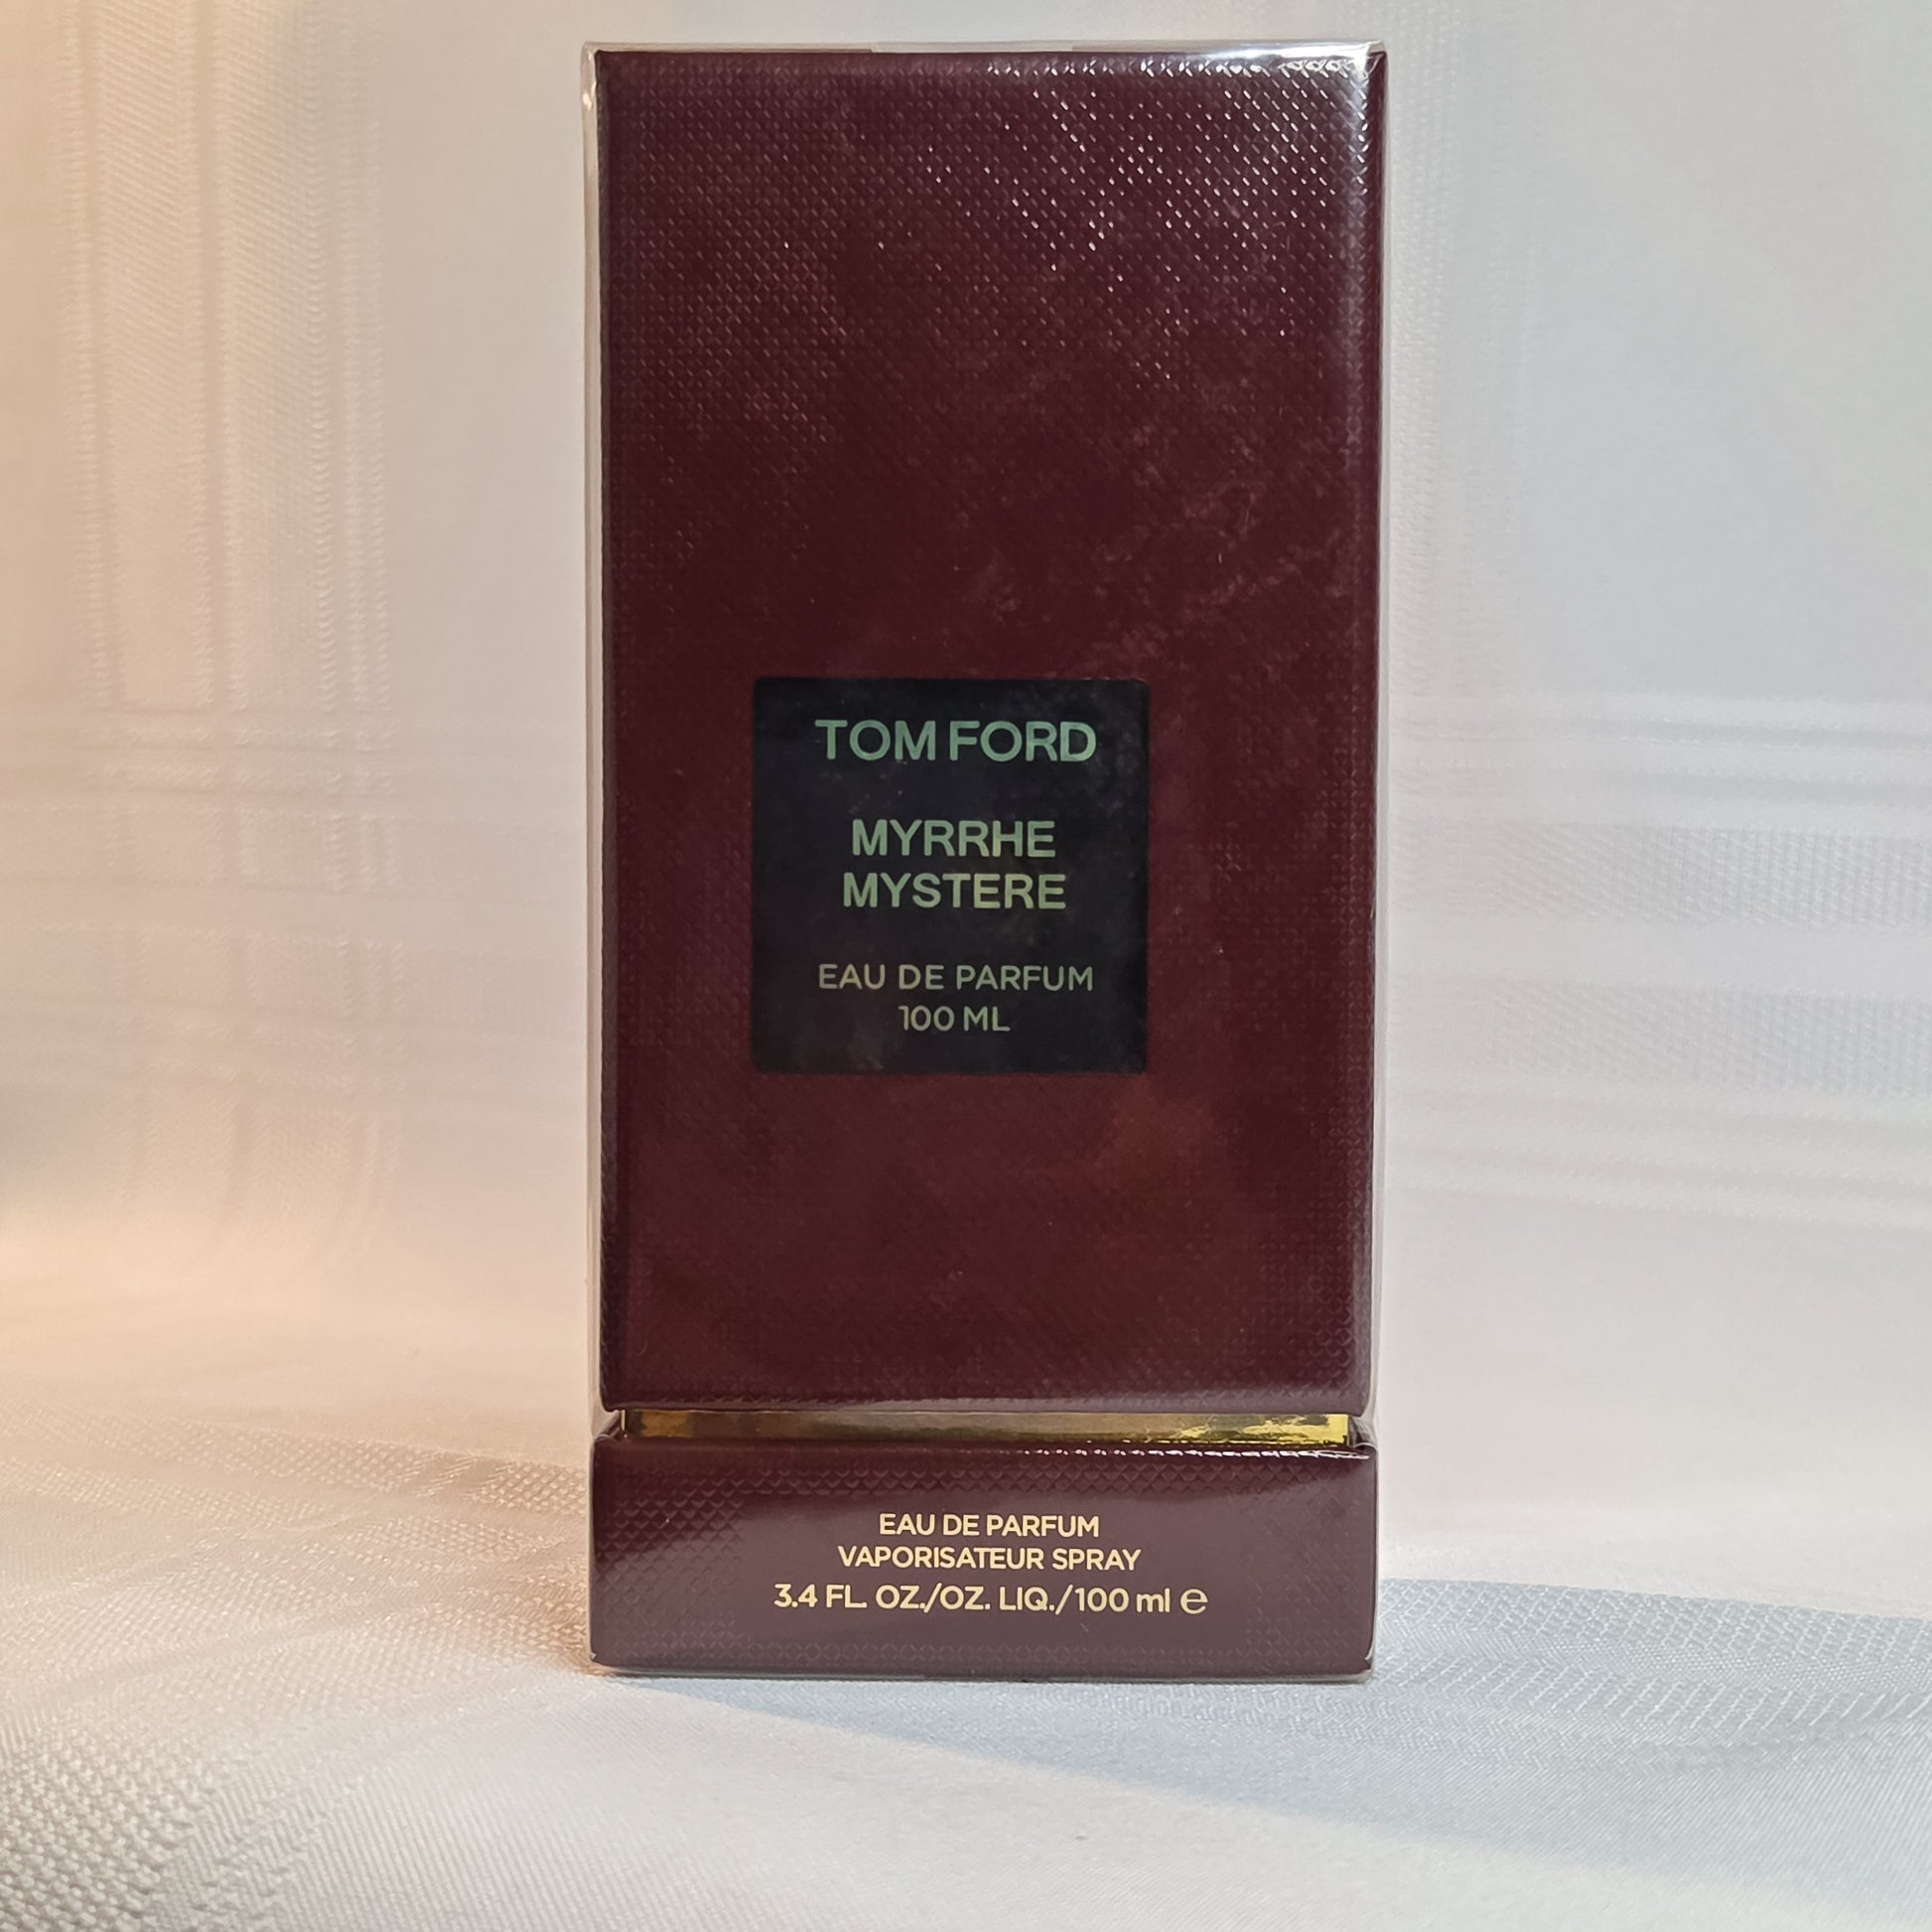 TOM FORD
MYRRHE
MYSTERE
EAU DE PARFUM
100 ML
EAU DE PARFUM
VAPORISATEUR SPRAY
3.4 FL. OZ./OZ. LIQ./100 ml ℮